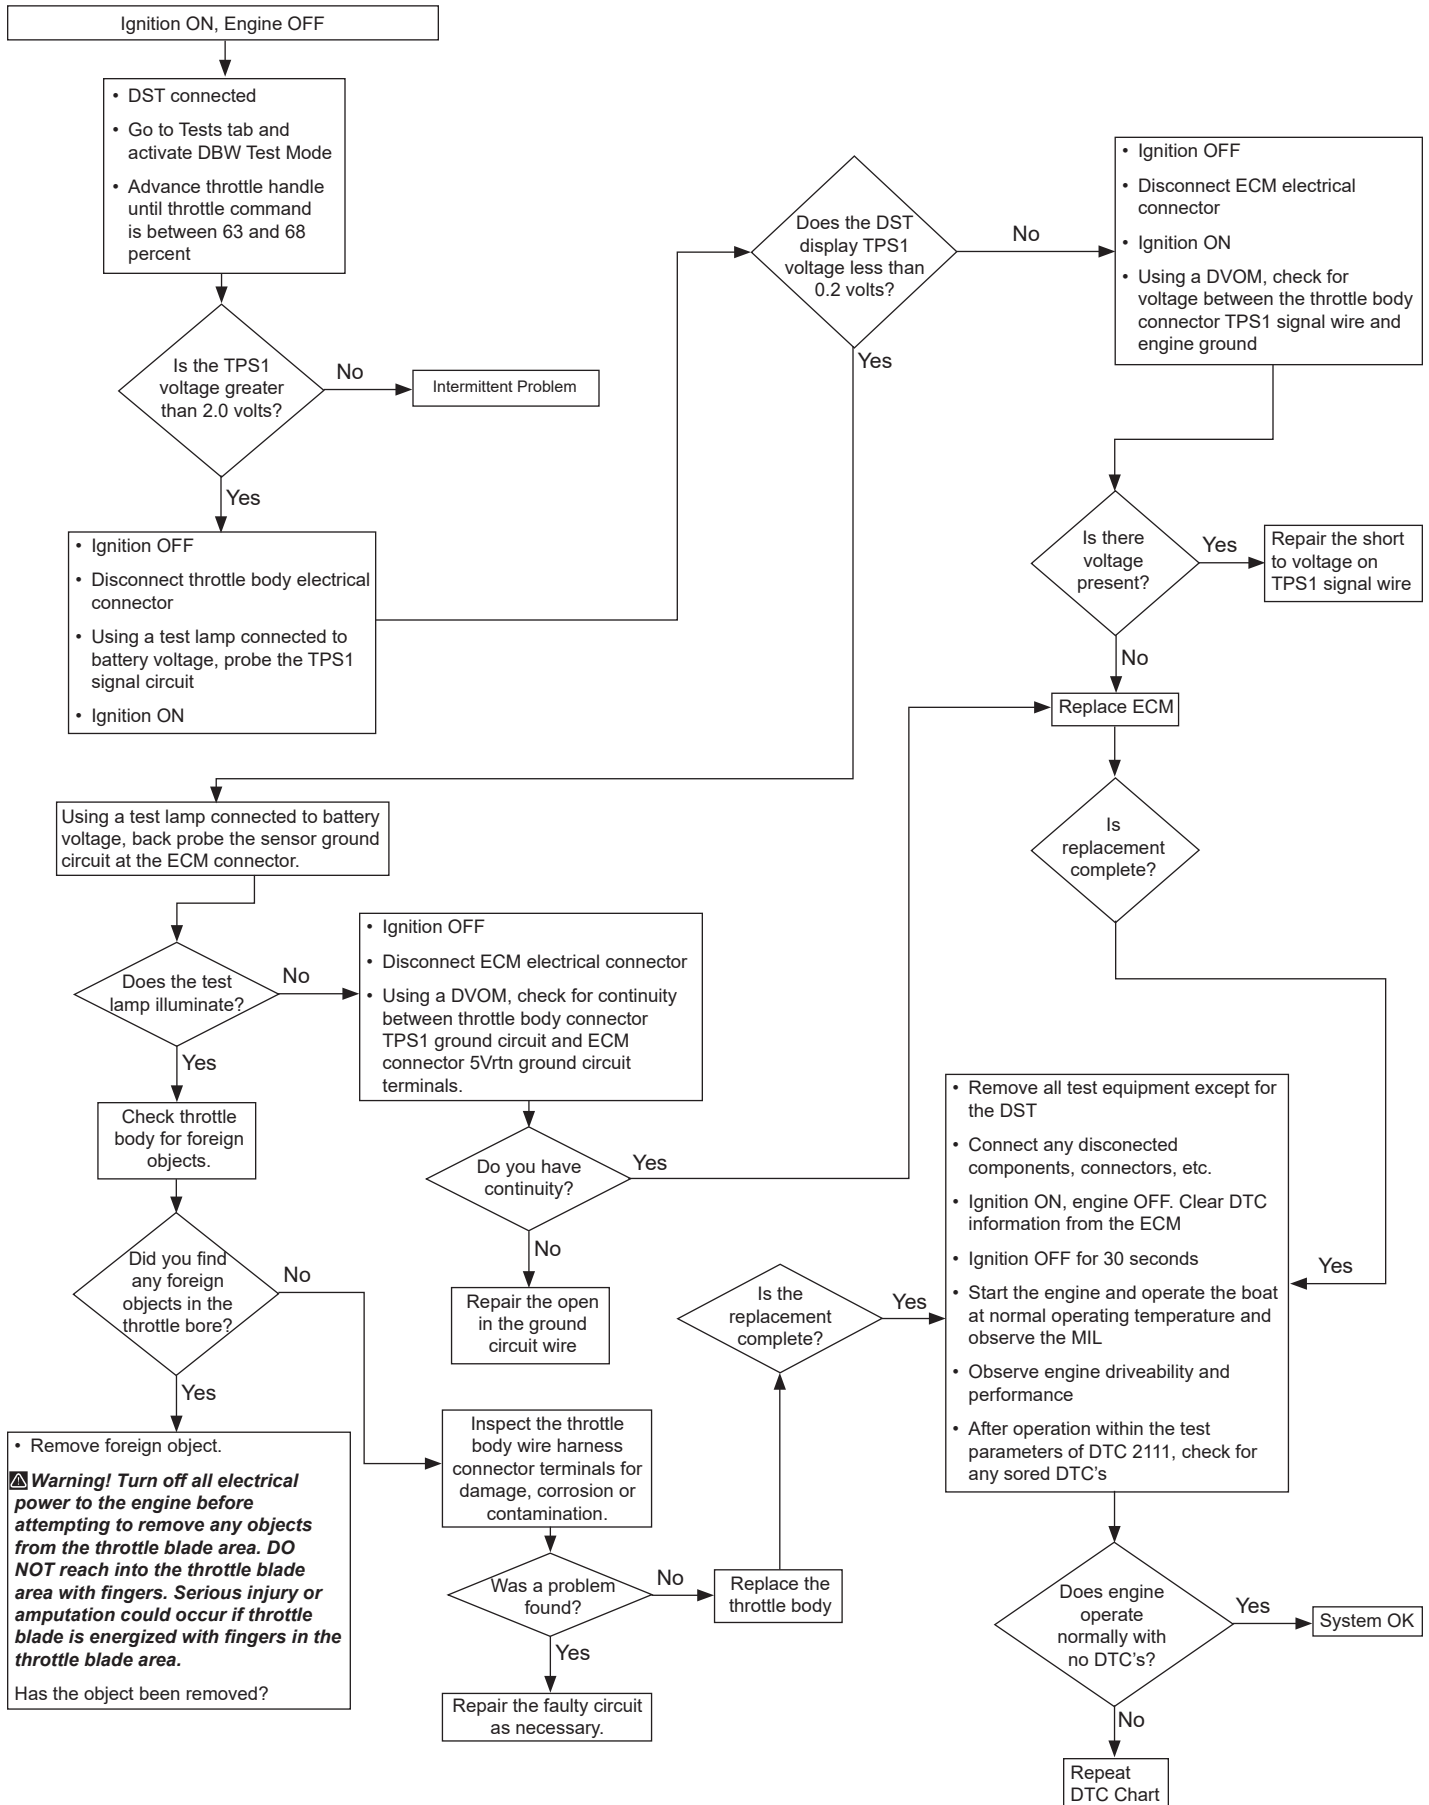 Ignition ON, Engine OFF
• DST connected
• Go to Tests tab and
activate DBW Test Mode
• Advance throttle handle
until throttle command
is between 63 and 68
percent
Is the TPS1
voltage greater
than 2.0 volts?
No
Intermittent Problem
Yes
• Ignition OFF
• Disconnect throttle body electrical
connector
• Using a test lamp connected to
battery voltage, probe the TPS1
signal circuit
• Ignition ON
Does the DST
display TPS1
voltage less than
0.2 volts?
No
Yes
• Ignition OFF
• Disconnect ECM electrical
connector
• Ignition ON
• Using a DVOM, check for
voltage between the throttle body
connector TPS1 signal wire and
engine ground
Is there
voltage
present?
Yes
Repair the short
to voltage on
TPS1 signal wire
No
Replace ECM
Is
replacement
complete?
Yes
Using a test lamp connected to battery
voltage, back probe the sensor ground
circuit at the ECM connector.
Does the test
lamp illuminate?
No
• Ignition OFF
• Disconnect ECM electrical connector
• Using a DVOM, check for continuity
between throttle body connector
TPS1 ground circuit and ECM
connector 5Vrtn ground circuit
terminals.
Yes
Check throttle
body for foreign
objects.
Do you have
continuity?
Yes
No
Repair the open
in the ground
circuit wire
Did you find
any foreign
objects in the
throttle bore?
No
Yes
• Remove foreign object.
Warning! Turn off all electrical
power to the engine before
attempting to remove any objects
from the throttle blade area. DO
NOT reach into the throttle blade
area with fingers. Serious injury or
amputation could occur if throttle
blade is energized with fingers in the
throttle blade area.
Has the object been removed?
Inspect the throttle
body wire harness
connector terminals for
damage, corrosion or
contamination.
Was a problem
found?
No
Replace the
throttle body
Yes
Repair the faulty circuit
as necessary.
Is the
replacement
complete?
Yes
• Remove all test equipment except for
the DST
• Connect any disconected
components, connectors, etc.
• Ignition ON, engine OFF. Clear DTC
information from the ECM
• Ignition OFF for 30 seconds
• Start the engine and operate the boat
at normal operating temperature and
observe the MIL
• Observe engine driveability and
performance
• After operation within the test
parameters of DTC 2111, check for
any sored DTC's
Does engine
operate
normally with
no DTC's?
Yes
System OK
No
Repeat
DTC Chart